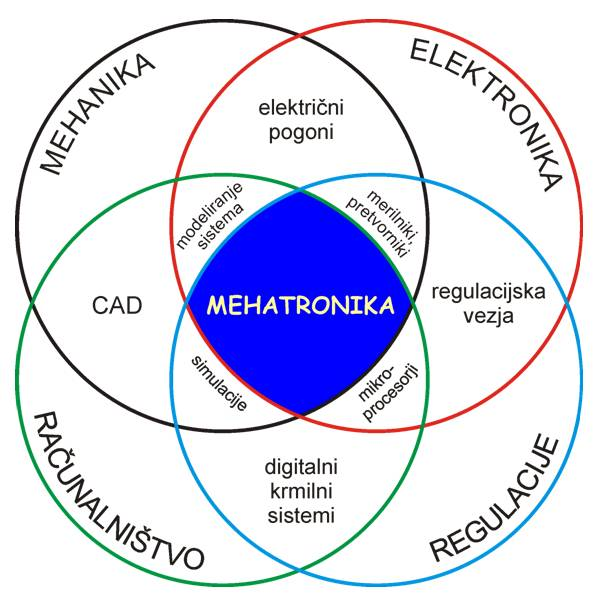 MEHANIKA
ELEKTRONIKA
električni
pogoni
modeliranje
sistema
merilniki,
pretvorniki
CAD
MEHATRONIKA
regulacijska
vezja
simulacije
mikro-
procesorji
RAČUNALNIŠTVO
digitalni
krmilni
sistemi
REGULACIJE